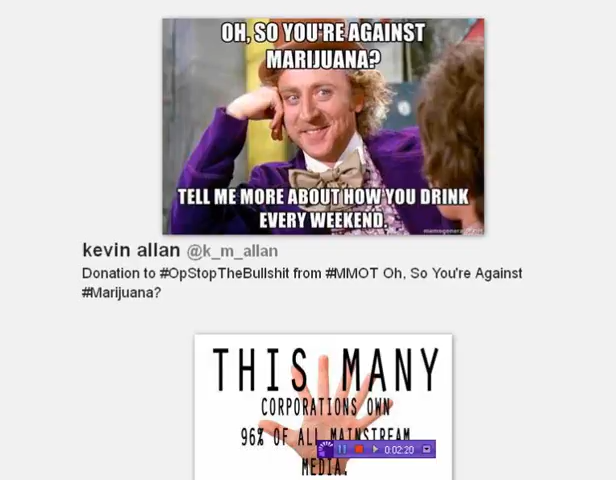 OH, SO YOU'RE AGAINST
MARIJUANA?
TELL ME MORE ABOUT HOW YOU DRINK
EVERY WEEKEND.
memegenerator.net
kevin allan @k_m_allan
Donation to #OpStopTheBullshit from #MMOT Oh, So You're Against
#Marijuana?
THIS MANY
CORPORATIONS OWN
96% OF ALL MAINSTREAM
MEDIA.
0:02:20